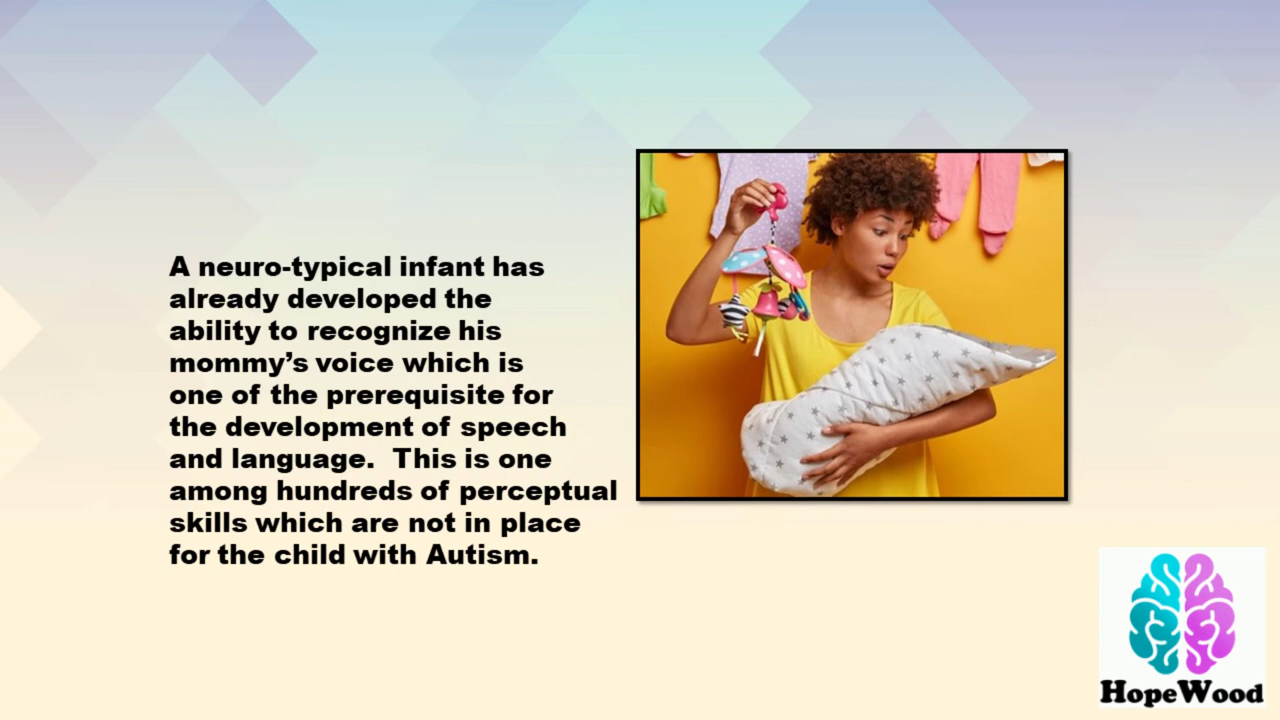 A neuro-typical infant has
already developed the
ability to recognize his
mommy’s voice which is
one of the prerequisite for
the development of speech
and language.  This is one
among hundreds of perceptual
skills which are not in place
for the child with Autism.
HopeWood